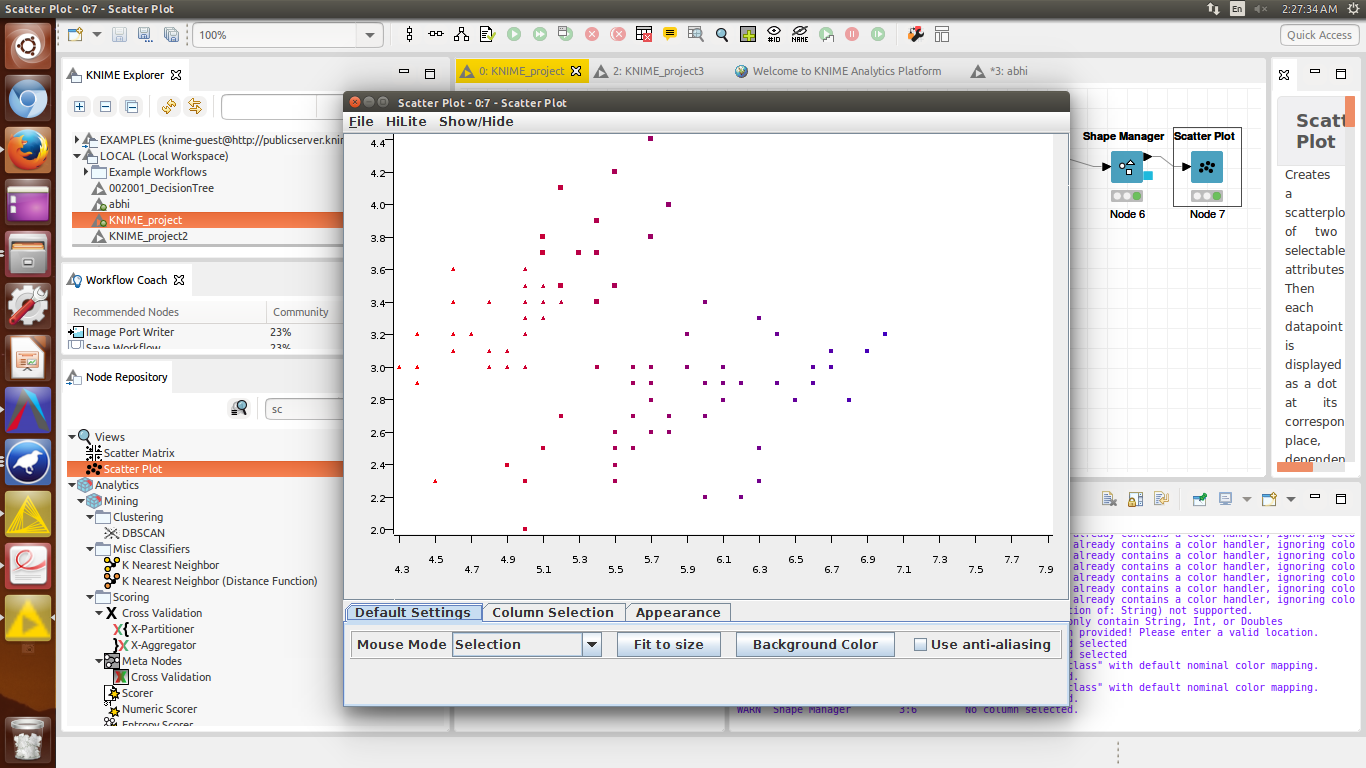 Scatter Plot - 0:7 - Scatter Plot
En
2:27:34 AM
100%
#ID
NAME
Quick Access
KNIME Explorer
0: KNIME_project
2: KNIME_project3
Welcome to KNIME Analytics Platform
*3: abhi
EXAMPLES (knime-guest@http://publicserver.knin
LOCAL (Local Workspace)
Example Workflows
002001_DecisionTree
abhi
KNIME_project
KNIME_project2
Workflow Coach
Recommended Nodes Community
Image Port Writer 23%
Save Workflow 23%
Node Repository
sc
Views
Scatter Matrix
Scatter Plot
Analytics
Mining
Clustering
DBSCAN
Misc Classifiers
K Nearest Neighbor
K Nearest Neighbor (Distance Function)
Scoring
Cross Validation
X-Partitioner
X-Aggregator
Meta Nodes
Cross Validation
Scorer
Numeric Scorer
Entropy Scorer
Scatter Plot - 0:7 - Scatter Plot
File HiLite Show/Hide
4.4
4.2
4.0
3.8
3.6
3.4
3.2
3.0
2.8
2.6
2.4
2.2
2.0
4.5 4.9 5.3 5.7 6.1 6.5 6.9 7.3 7.7
4.3 4.7 5.1 5.5 5.9 6.3 6.7 7.1 7.5 7.9
Default Settings Column Selection Appearance
Mouse Mode Selection Fit to size Background Color Use anti-aliasing
Shape Manager Scatter Plot
Node 6 Node 7
Scatt
Plot
Creates
a
scatterplo
of two
selectable
attributes
Then
each
datapoint
is
displayed
as a dot
at its
correspon
place,
dependen
already contains a color handler, ignoring colo
already contains a color handler, ignoring colo
already contains a color handler, ignoring colo
already contains a color handler, ignoring colo
already contains a color handler, ignoring colo
already contains a color handler, ignoring colo
already contains a color handler, ignoring colo
tion of: String) not supported.
only contain String, Int, or Doubles
n provided! Please enter a valid location.
d selected
d selected
class" with default nominal color mapping.
d.
class" with default nominal color mapping.
d.
WARN Shape Manager 3:6 No column selected.